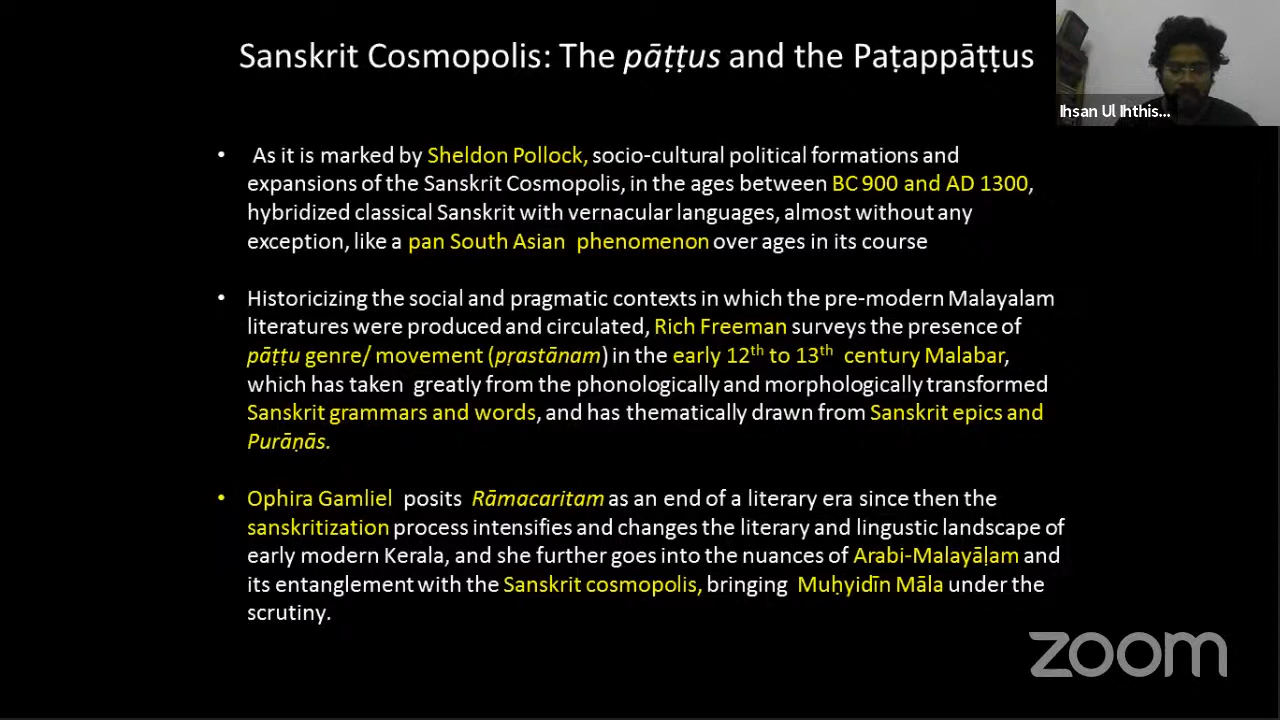 Sanskrit Cosmopolis: The pāṭṭus and the Paṭappāṭṭus
Ihsan Ul Ihthis...
• As it is marked by Sheldon Pollock, socio-cultural political formations and
expansions of the Sanskrit Cosmopolis, in the ages between BC 900 and AD 1300,
hybridized classical Sanskrit with vernacular languages, almost without any
exception, like a pan South Asian phenomenon over ages in its course
• Historicizing the social and pragmatic contexts in which the pre-modern Malayalam
literatures were produced and circulated, Rich Freeman surveys the presence of
pāṭṭu genre/ movement (pṛastānam) in the early 12th to 13th century Malabar,
which has taken greatly from the phonologically and morphologically transformed
Sanskrit grammars and words, and has thematically drawn from Sanskrit epics and
Purāṇās.
• Ophira Gamliel posits Rāmacaritam as an end of a literary era since then the
sanskritization process intensifies and changes the literary and lingustic landscape of
early modern Kerala, and she further goes into the nuances of Arabi-Malayāḷam and
its entanglement with the Sanskrit cosmopolis, bringing Muḥyidīn Māla under the
scrutiny.
zoom